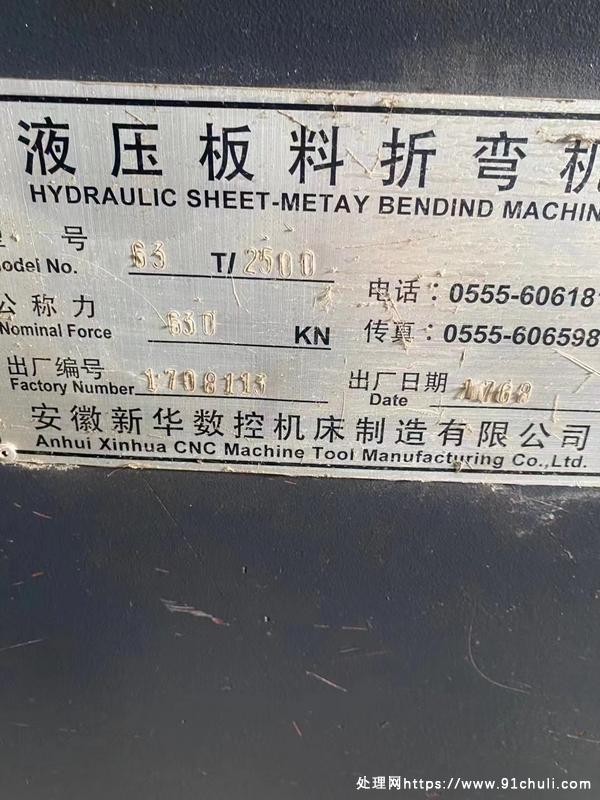 液压板料折弯机
HYDRAULIC SHEET-METAY BENDIND MACHIN
型号 63 T/2500
Model No.
电话：0555-606181
公称力 630 KN
Nominal Force
传真：0555-606598
出厂编号 1708113
Factory Number
出厂日期
Date
安徽新华数控机床制造有限公司
Anhui Xinhua CNC Machine Tool Manufacturing Co.,Ltd.
处理网https://www.91chuli.com